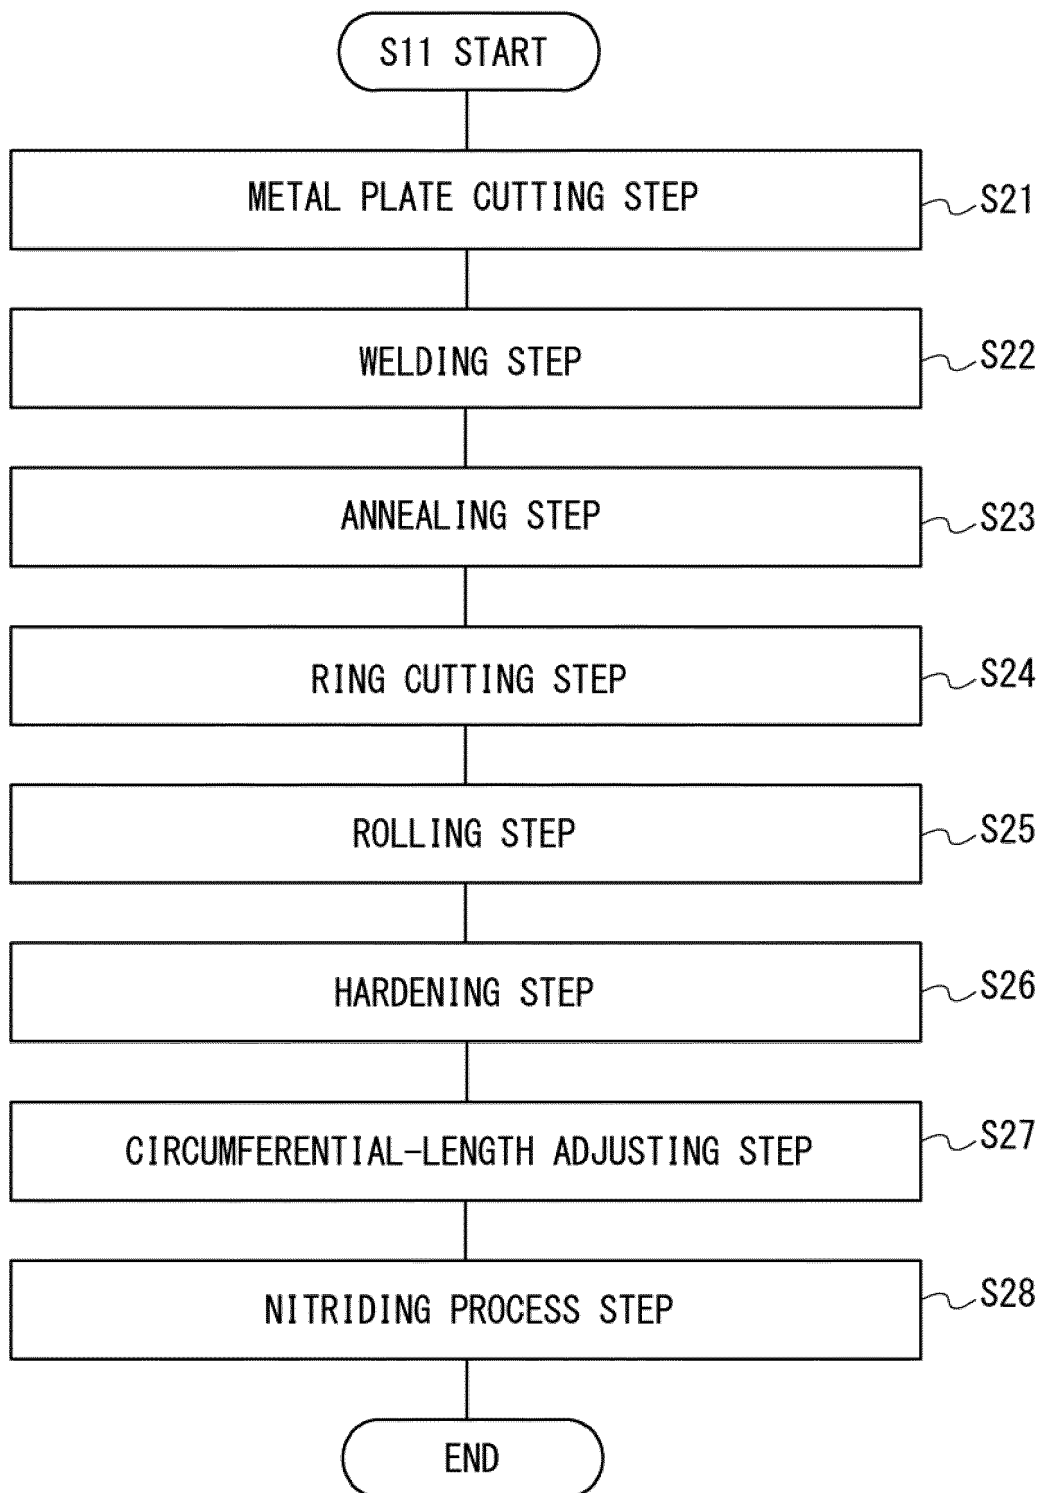 S11 START
METAL PLATE CUTTING STEP
S21
WELDING STEP
S22
ANNEALING STEP
S23
RING CUTTING STEP
S24
ROLLING STEP
S25
HARDENING STEP
S26
CIRCUMFERENTIAL-LENGTH ADJUSTING STEP
S27
NITRIDING PROCESS STEP
S28
END